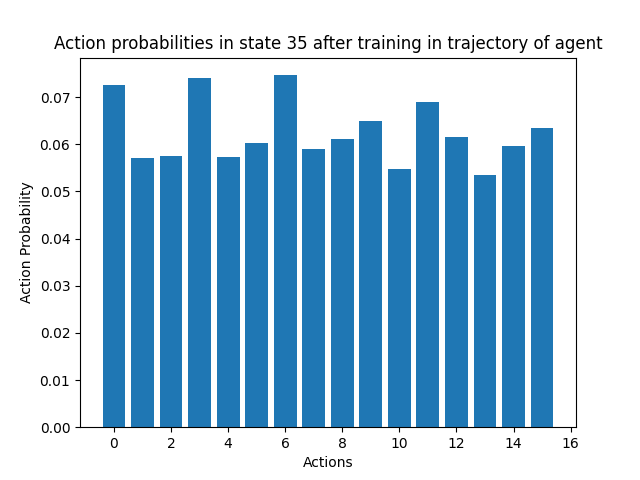 Action probabilities in state 35 after training in trajectory of agent
0.07
0.06
0.05
0.04
0.03
0.02
0.01
0.00
Action Probability
0 2 4 6 8 10 12 14 16
Actions